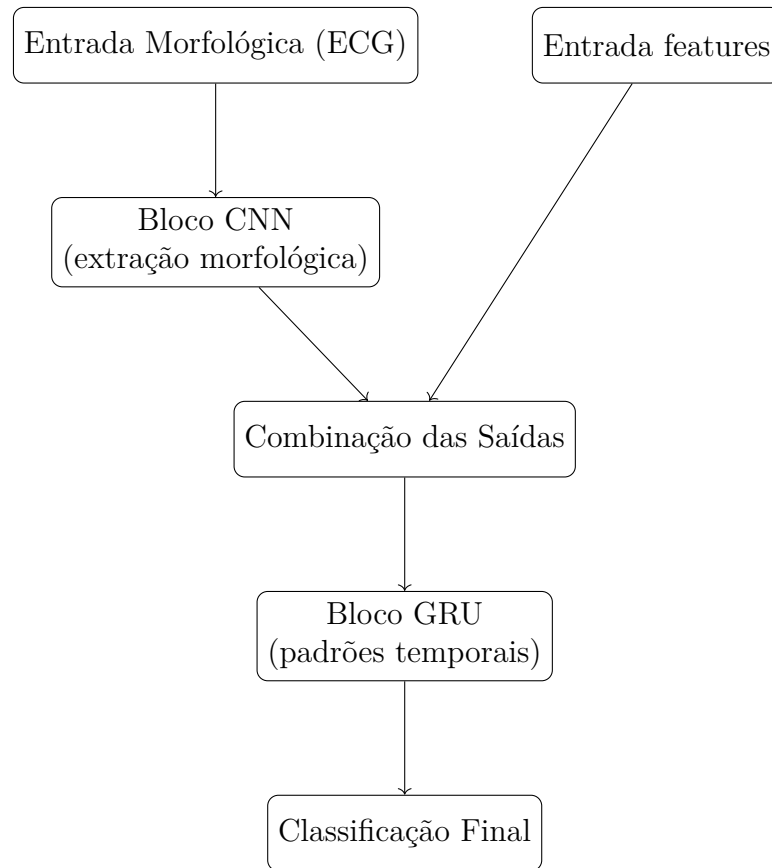 Entrada Morfológica (ECG)
Entrada features
Bloco CNN
(extração morfológica)
Combinação das Saídas
Bloco GRU
(padrões temporais)
Classificação Final